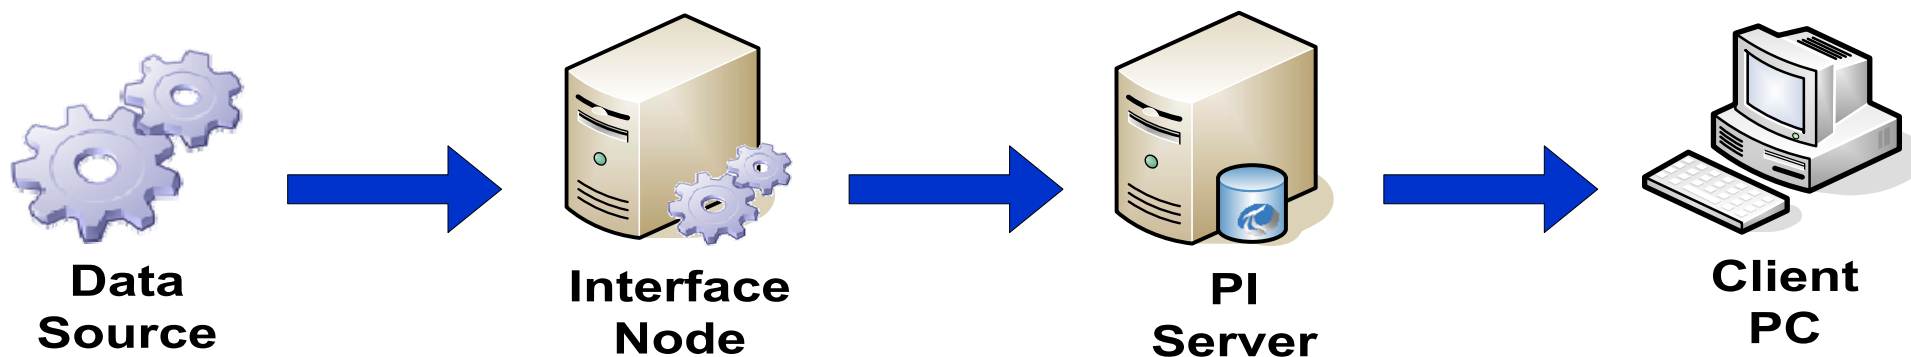 Data
Source
Interface
Node
PI
Server
Client
PC